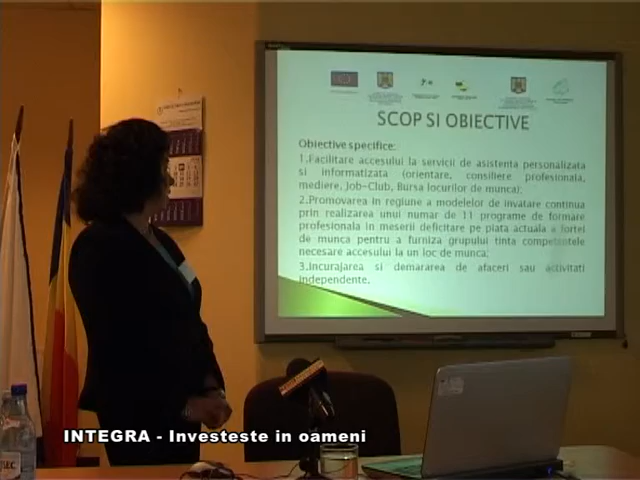 SCOP SI OBIECTIVE
Obiective specifice:
1.Facilitare accesului la servicii de asistenta personalizata
si informatizata (orientare, consiliere profesionala,
mediere, Job-Club, Bursa locurilor de munca);
2.Promovarea in regiune a modelelor de invatare continua
prin realizarea unui numar de 11 programe de formare
profesionala in meserii deficitare pe piata actuala a fortei
de munca pentru a furniza grupului tinta competentele
necesare accesului la un loc de munca;
3.Incurajarea si demararea de afaceri sau activitati
independente.
INTEGRA - Investeste in oameni